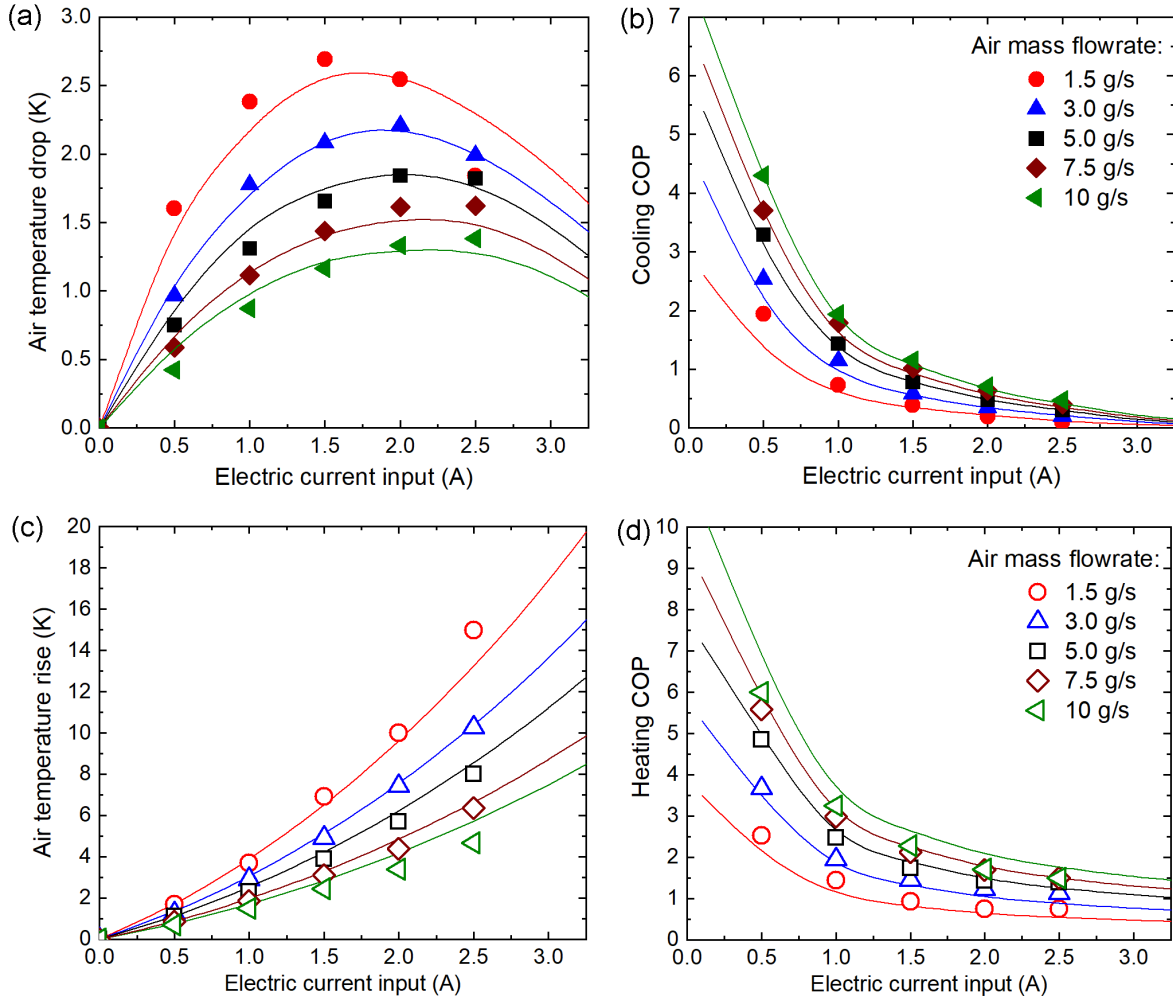 (a)
Air temperature drop (K)
3.0
2.5
2.0
1.5
1.0
0.5
0.0
0.0 0.5 1.0 1.5 2.0 2.5 3.0
Electric current input (A)
(b)
Cooling COP
7
6
5
4
3
2
1
0
Air mass flowrate:
1.5 g/s
3.0 g/s
5.0 g/s
7.5 g/s
10 g/s
0.0 0.5 1.0 1.5 2.0 2.5 3.0
Electric current input (A)
(c)
Air temperature rise (K)
20
18
16
14
12
10
8
6
4
2
0
0.0 0.5 1.0 1.5 2.0 2.5 3.0
Electric current input (A)
(d)
Heating COP
10
9
8
7
6
5
4
3
2
1
0
Air mass flowrate:
1.5 g/s
3.0 g/s
5.0 g/s
7.5 g/s
10 g/s
0.0 0.5 1.0 1.5 2.0 2.5 3.0
Electric current input (A)